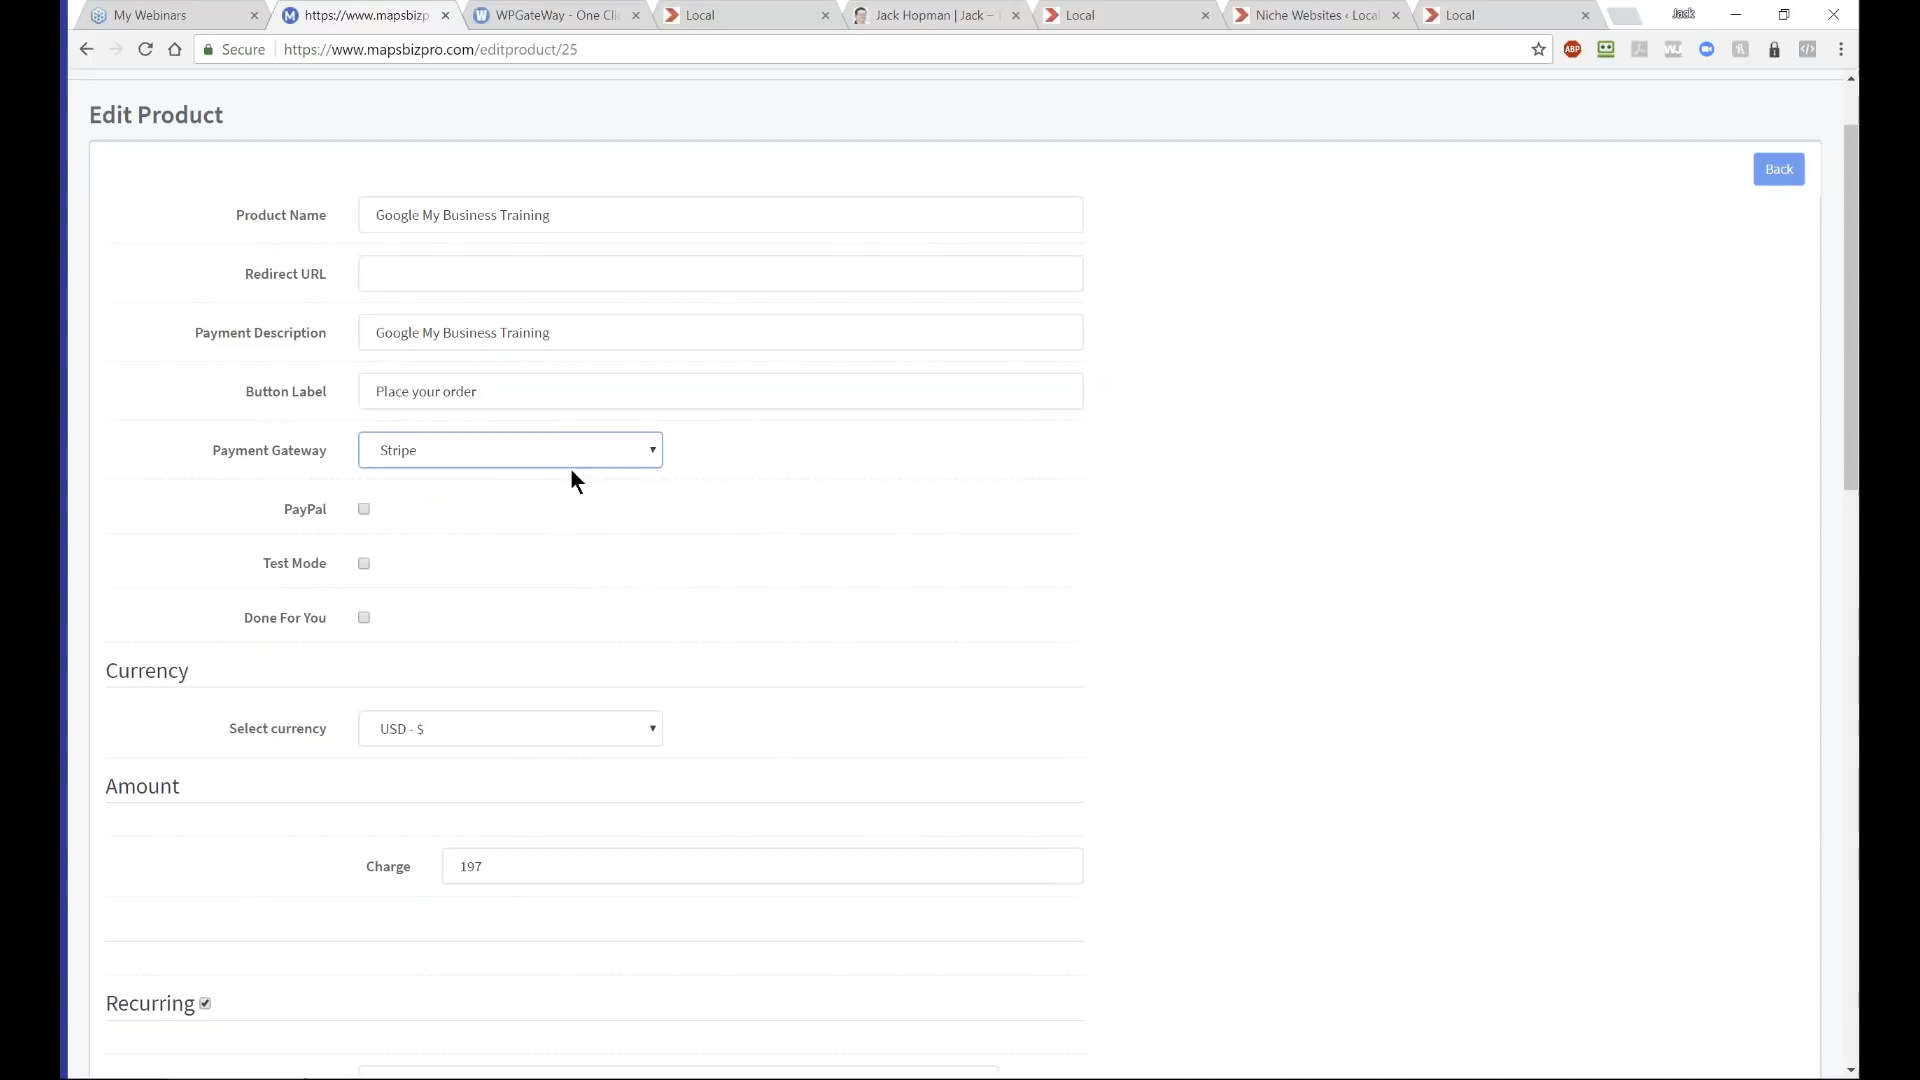 My Webinars
https://www.mapsbizp
WPGateWay - One Cli
Local
Jack Hopman | Jack –
Local
Niche Websites ‹ Local
Local
Jack
Secure
https://www.mapsbizpro.com/editproduct/25
ABP
Edit Product
Back
Product Name
Google My Business Training
Redirect URL
Payment Description
Google My Business Training
Button Label
Place your order
Payment Gateway
Stripe
PayPal
Test Mode
Done For You
Currency
Select currency
USD - $
Amount
Charge
197
Recurring